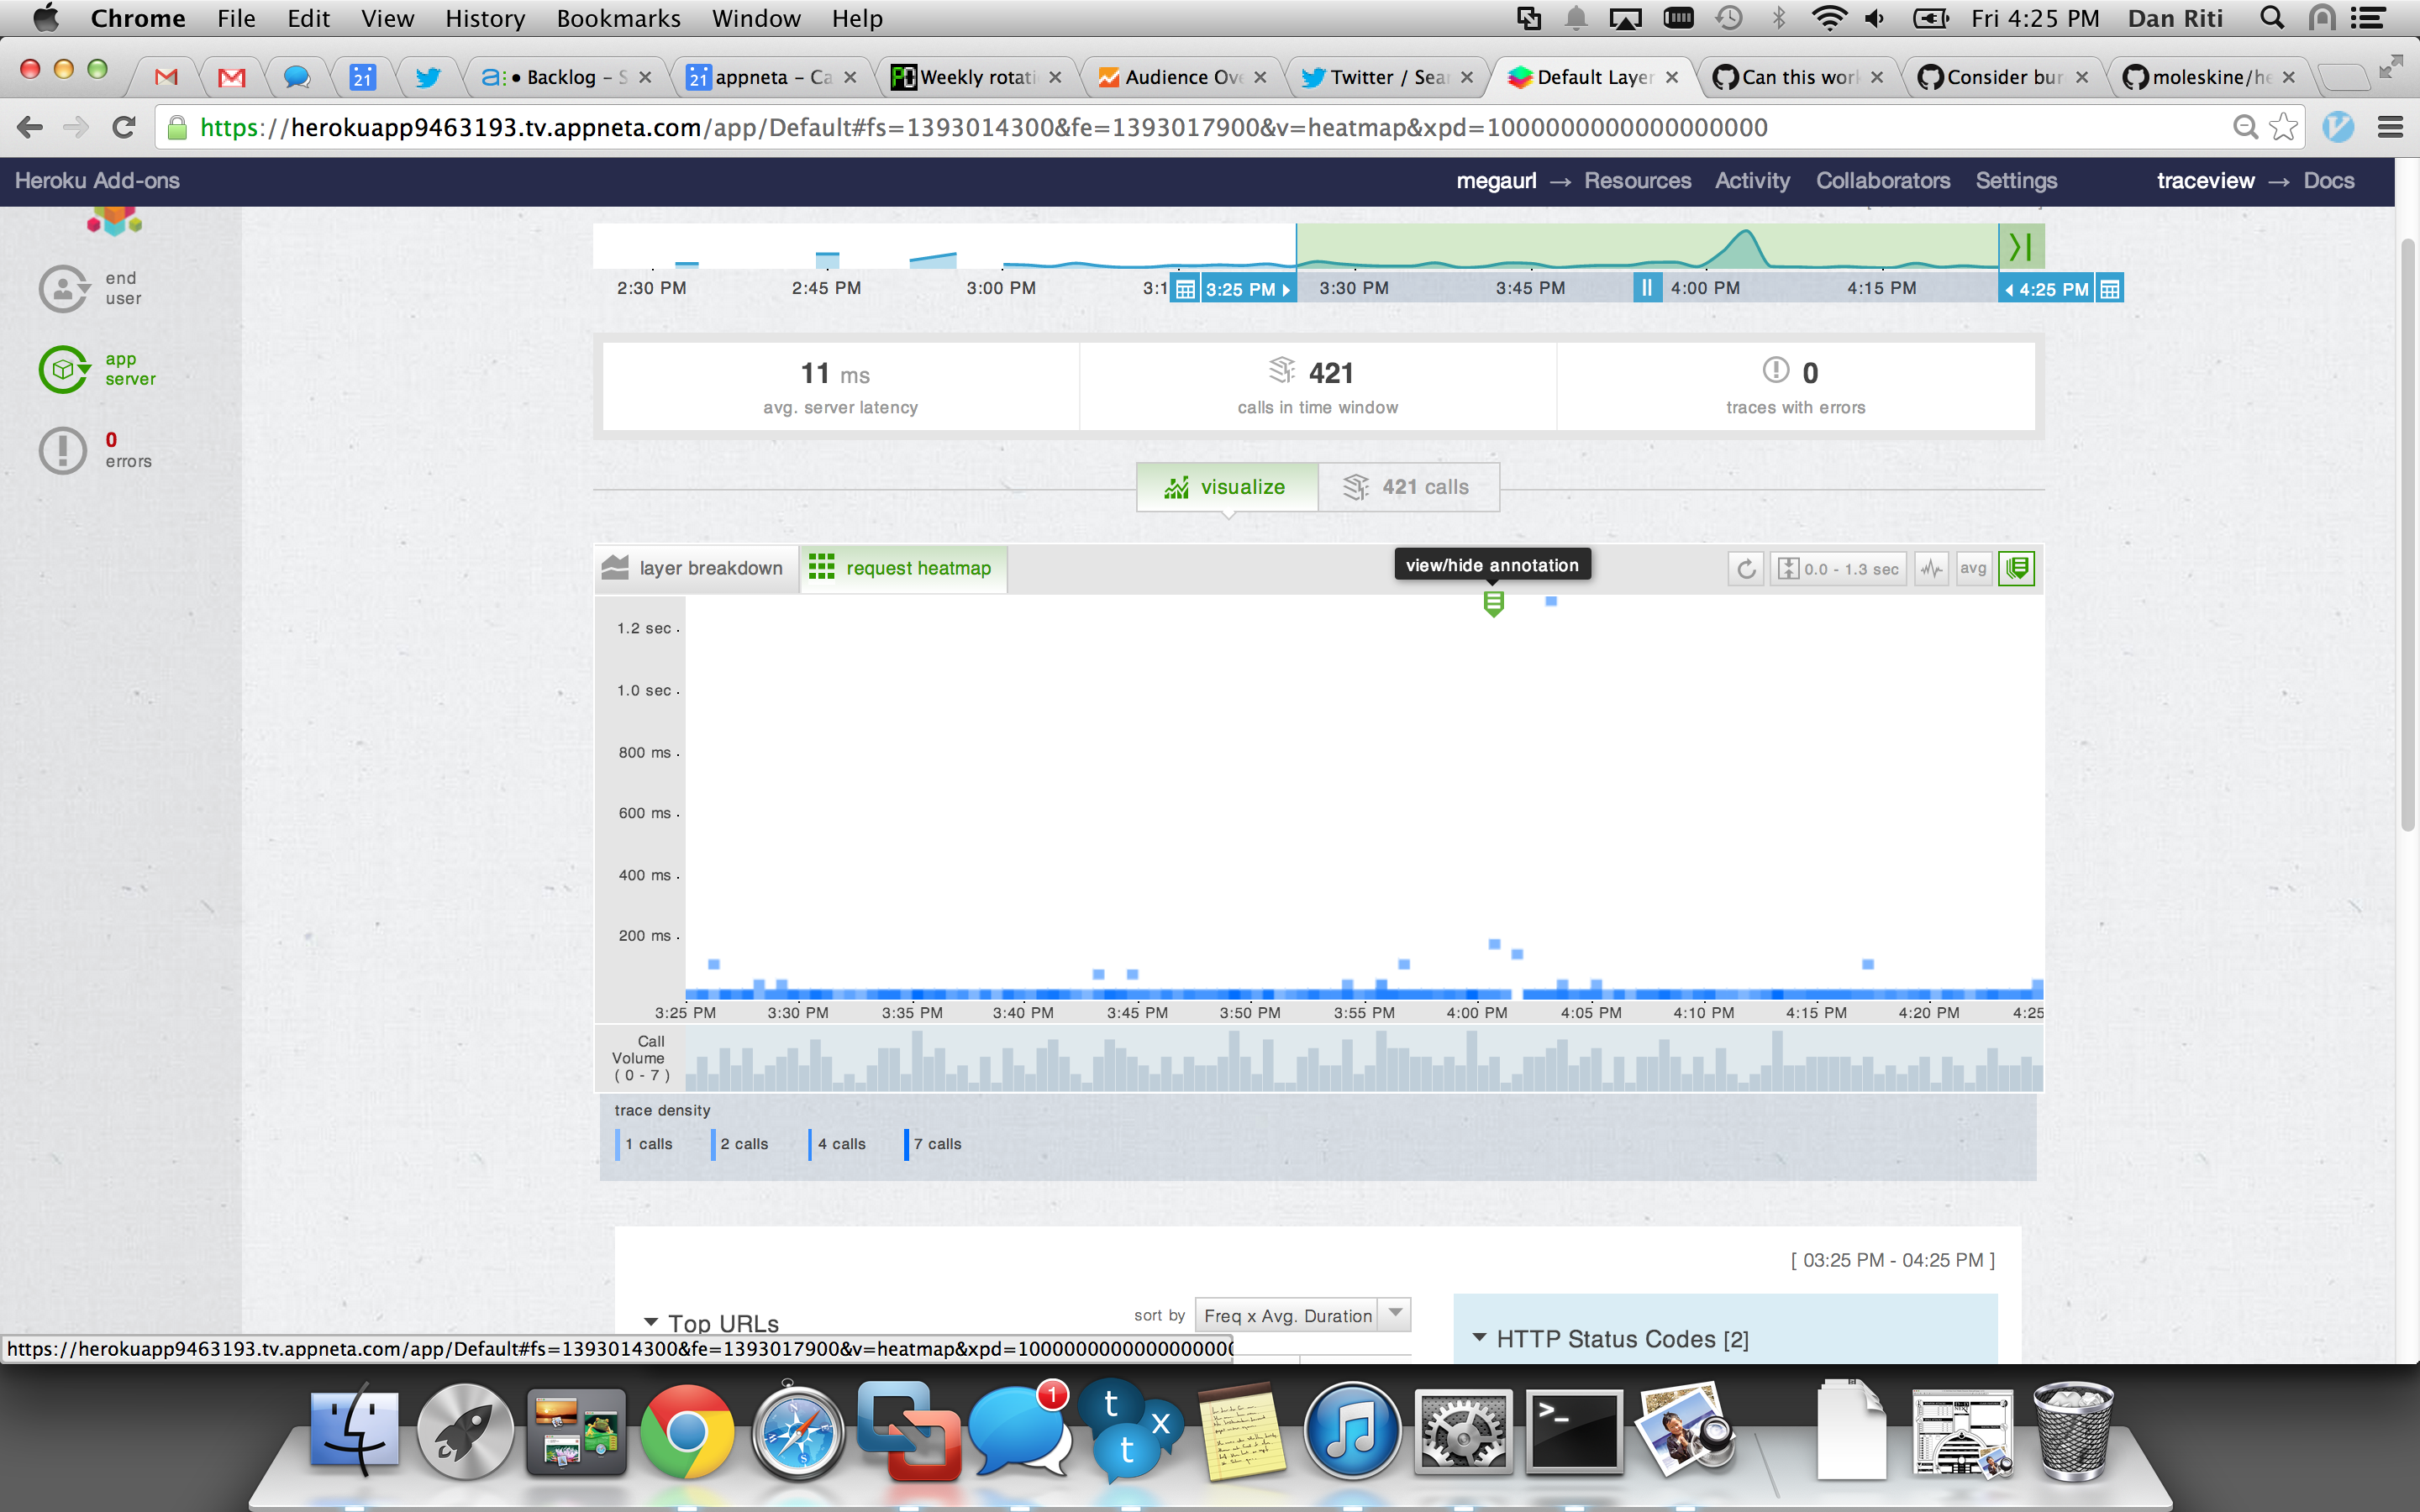 Chrome File Edit View History Bookmarks Window Help Fri 4:25 PM Dan Riti
21 a: • Backlog – S 21 appneta – Ca Weekly rotati Audience Ove Twitter / Sear Default Layer Can this work Consider bur moleskine/he
https://herokuapp9463193.tv.appneta.com/app/Default#fs=1393014300&fe=1393017900&v=heatmap&xpd=1000000000000000000
Heroku Add-ons megaurl → Resources Activity Collaborators Settings traceview → Docs
end
user
app
server
0
errors
2:30 PM 2:45 PM 3:00 PM 3:1 3:25 PM 3:30 PM 3:45 PM 4:00 PM 4:15 PM 4:25 PM
11 ms 421 0
avg. server latency calls in time window traces with errors
visualize 421 calls
layer breakdown request heatmap view/hide annotation 0.0 - 1.3 sec avg
1.2 sec
1.0 sec
800 ms
600 ms
400 ms
200 ms
3:25 PM 3:30 PM 3:35 PM 3:40 PM 3:45 PM 3:50 PM 3:55 PM 4:00 PM 4:05 PM 4:10 PM 4:15 PM 4:20 PM 4:25
Call
Volume
( 0 - 7 )
trace density
1 calls 2 calls 4 calls 7 calls
[ 03:25 PM - 04:25 PM ]
Top URLs sort by Freq x Avg. Duration
HTTP Status Codes [2]
https://herokuapp9463193.tv.appneta.com/app/Default#fs=1393014300&fe=1393017900&v=heatmap&xpd=1000000000000000000
1
t x t
>_